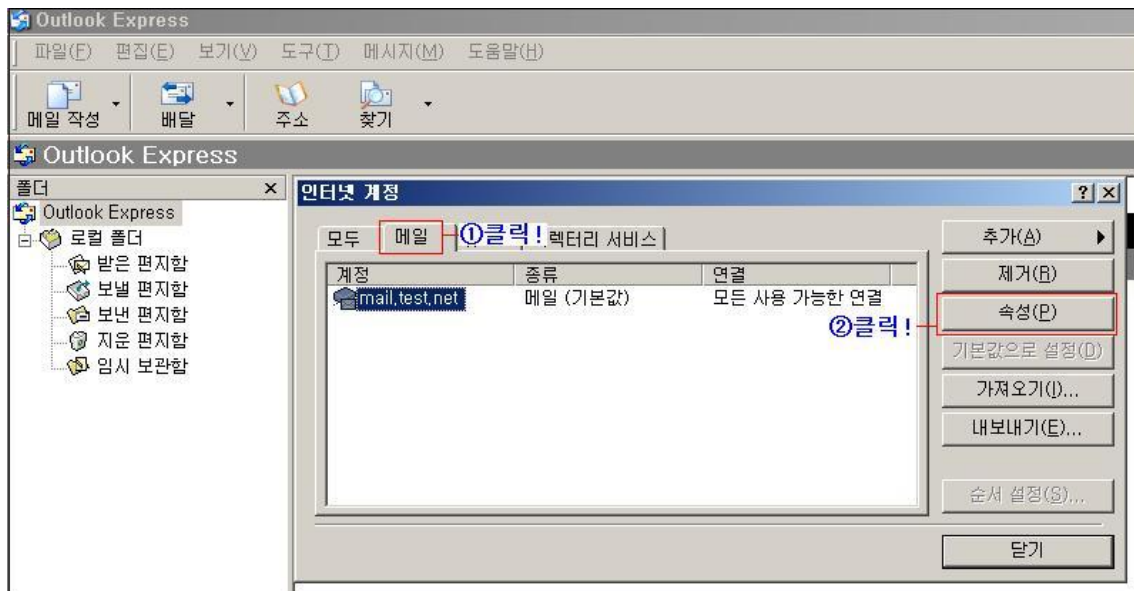 Outlook Express
파일(F) 편집(E) 보기(V) 도구(T) 메시지(M) 도움말(H)
메일 작성 배달 주소 찾기
Outlook Express
폴더
Outlook Express
로컬 폴더
받은 편지함
보낼 편지함
보낸 편지함
지운 편지함
임시 보관함
인터넷 계정
모두 메일 ①클릭! 렉터리 서비스
계정 종류 연결
mail.test.net 메일 (기본값) 모든 사용 가능한 연결
②클릭!
추가(A)
제거(R)
속성(P)
기본값으로 설정(D)
가져오기(I)...
내보내기(E)...
순서 설정(S)...
닫기